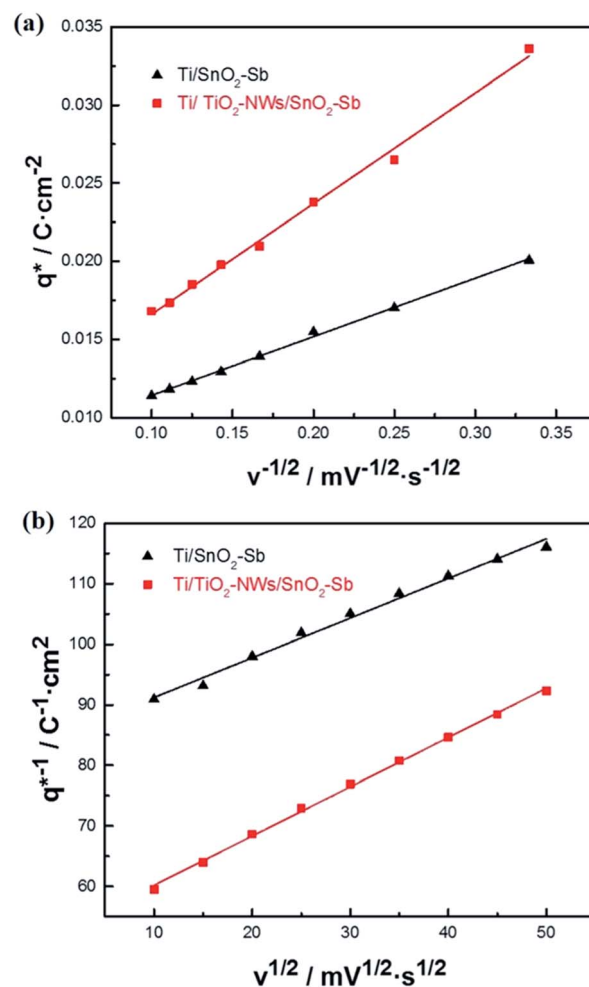 (a)
0.035
0.030
0.025
0.020
0.015
0.010
q* / C·cm⁻²
Ti/SnO₂-Sb
Ti/ TiO₂-NWs/SnO₂-Sb
0.10 0.15 0.20 0.25 0.30 0.35
v⁻¹/² / mV⁻¹/²·s⁻¹/²
(b)
120
110
100
90
80
70
60
q*⁻¹ / C⁻¹·cm²
Ti/SnO₂-Sb
Ti/TiO₂-NWs/SnO₂-Sb
10 20 30 40 50
v¹/² / mV¹/²·s¹/²